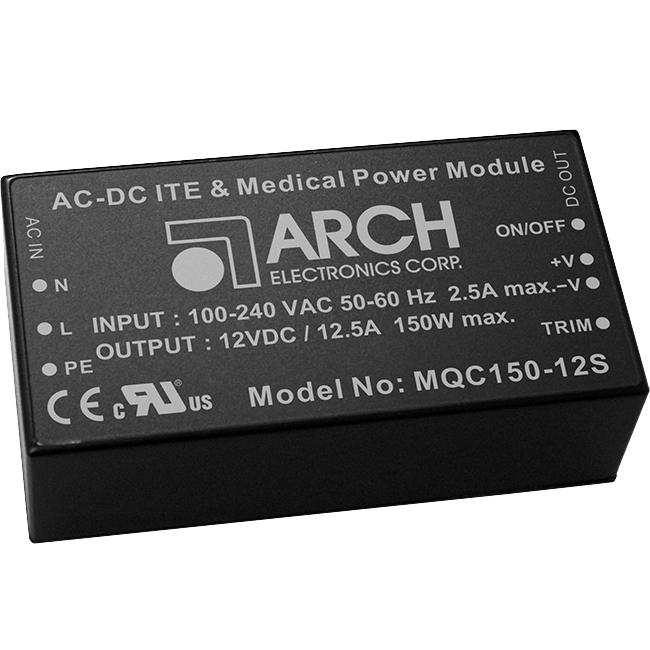 AC-DC ITE & Medical Power Module
AC IN
DC OUT
ARCH
ELECTRONICS CORP.
ON/OFF
N
+V
L
INPUT : 100-240 VAC 50-60 Hz 2.5A max.
-V
PE
OUTPUT : 12VDC / 12.5A 150W max.
TRIM
CE c RU US
Model No: MQC150-12S